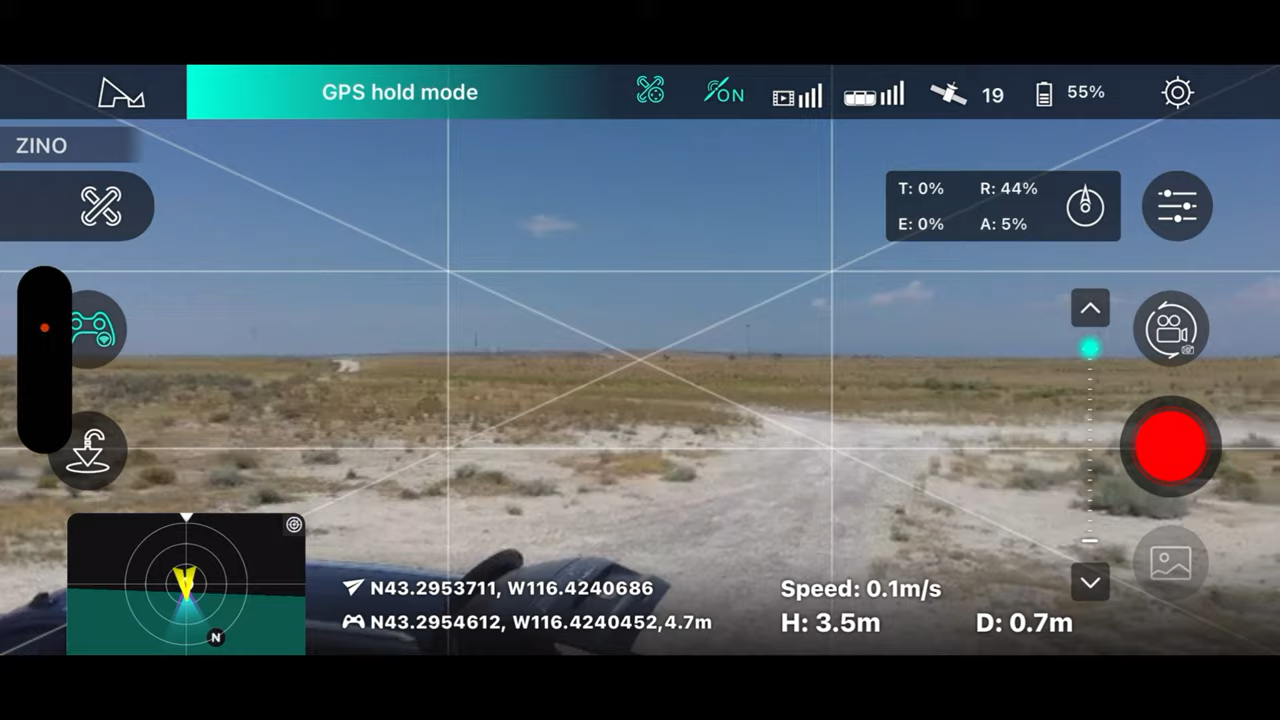 GPS hold mode
ON
19
55%
ZINO
T: 0% R: 44%
E: 0% A: 5%
N
N43.2953711, W116.4240686
N43.2954612, W116.4240452,4.7m
Speed: 0.1m/s
H: 3.5m D: 0.7m